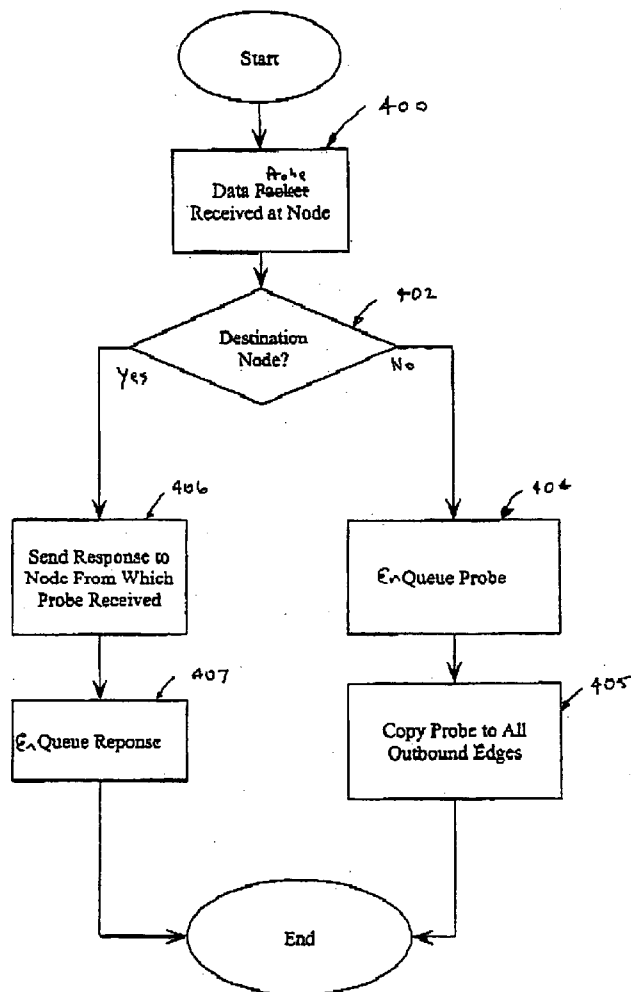 Start
400
Probe
Data Packet
Received at Node
402
Destination
Node?
Yes
No
406
404
Send Response to
Node From Which
Probe Received
EnQueue Probe
407
405
EnQueue Reponse
Copy Probe to All
Outbound Edges
End